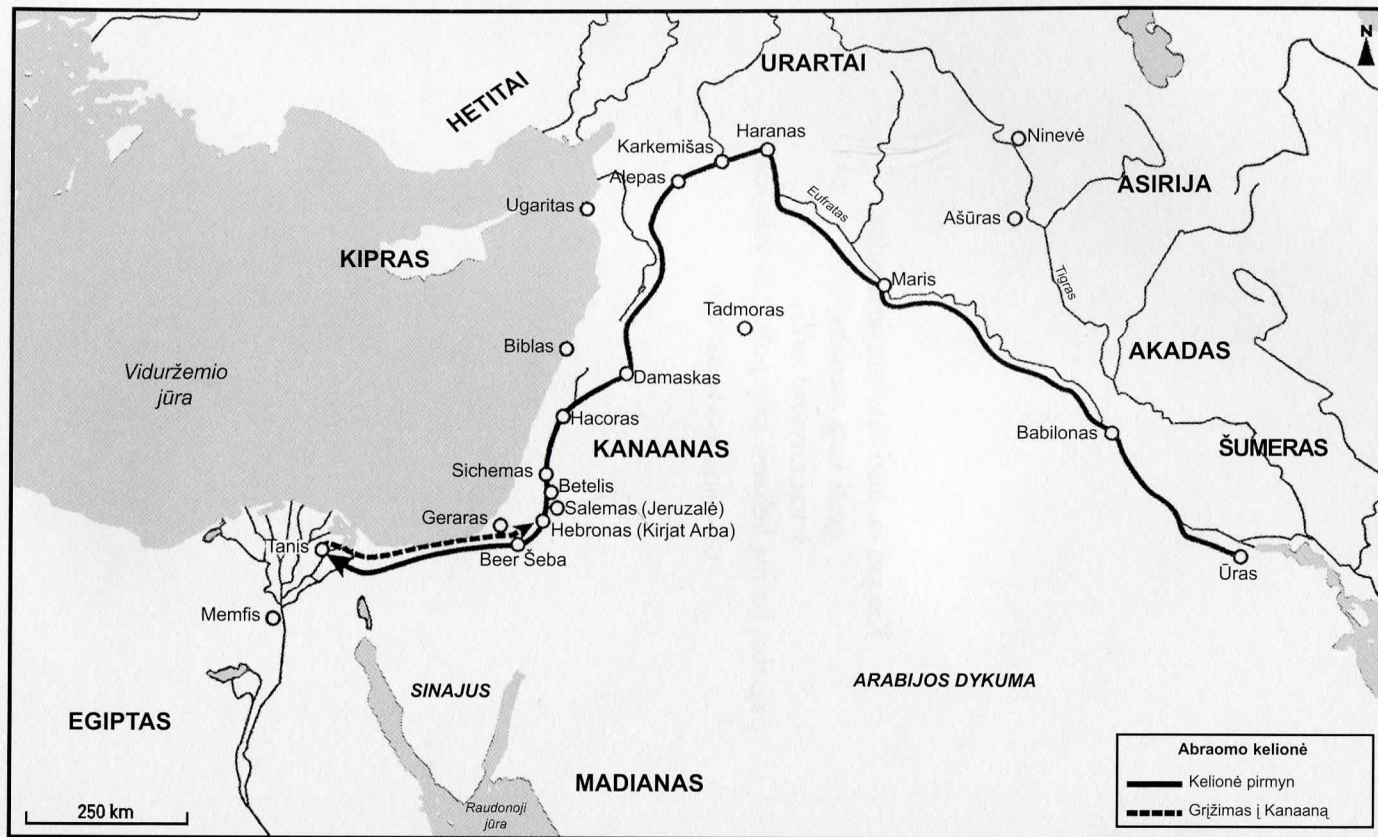 N
URARTAI
HETITAI
Haranas
Karkemišas
Ninevė
Alepas
ASIRIJA
Eufratas
Ugaritas
Ašūras
KIPRAS
Tigras
Maris
Tadmoras
Biblas
AKADAS
Viduržemio
jūra
Damaskas
Hacoras
Babilonas
KANAANAS
ŠUMERAS
Sichemas
Betelis
Salemas (Jeruzalė)
Geraras
Hebronas (Kirjat Arba)
Tanis
Beer Šeba
Ūras
Memfis
SINAJUS
ARABIJOS DYKUMA
EGIPTAS
MADIANAS
Raudonoji
jūra
250 km
Abraomo kelionė
Kelionė pirmyn
Grįžimas į Kanaaną